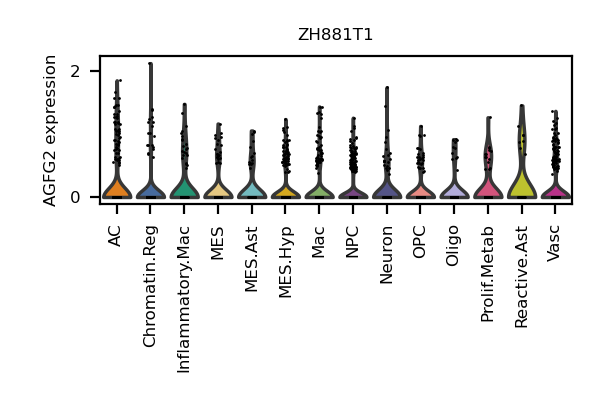 ZH881T1
AGFG2 expression
2
0
AC
Chromatin.Reg
Inflammatory.Mac
MES
MES.Ast
MES.Hyp
Mac
NPC
Neuron
OPC
Oligo
Prolif.Metab
Reactive.Ast
Vasc